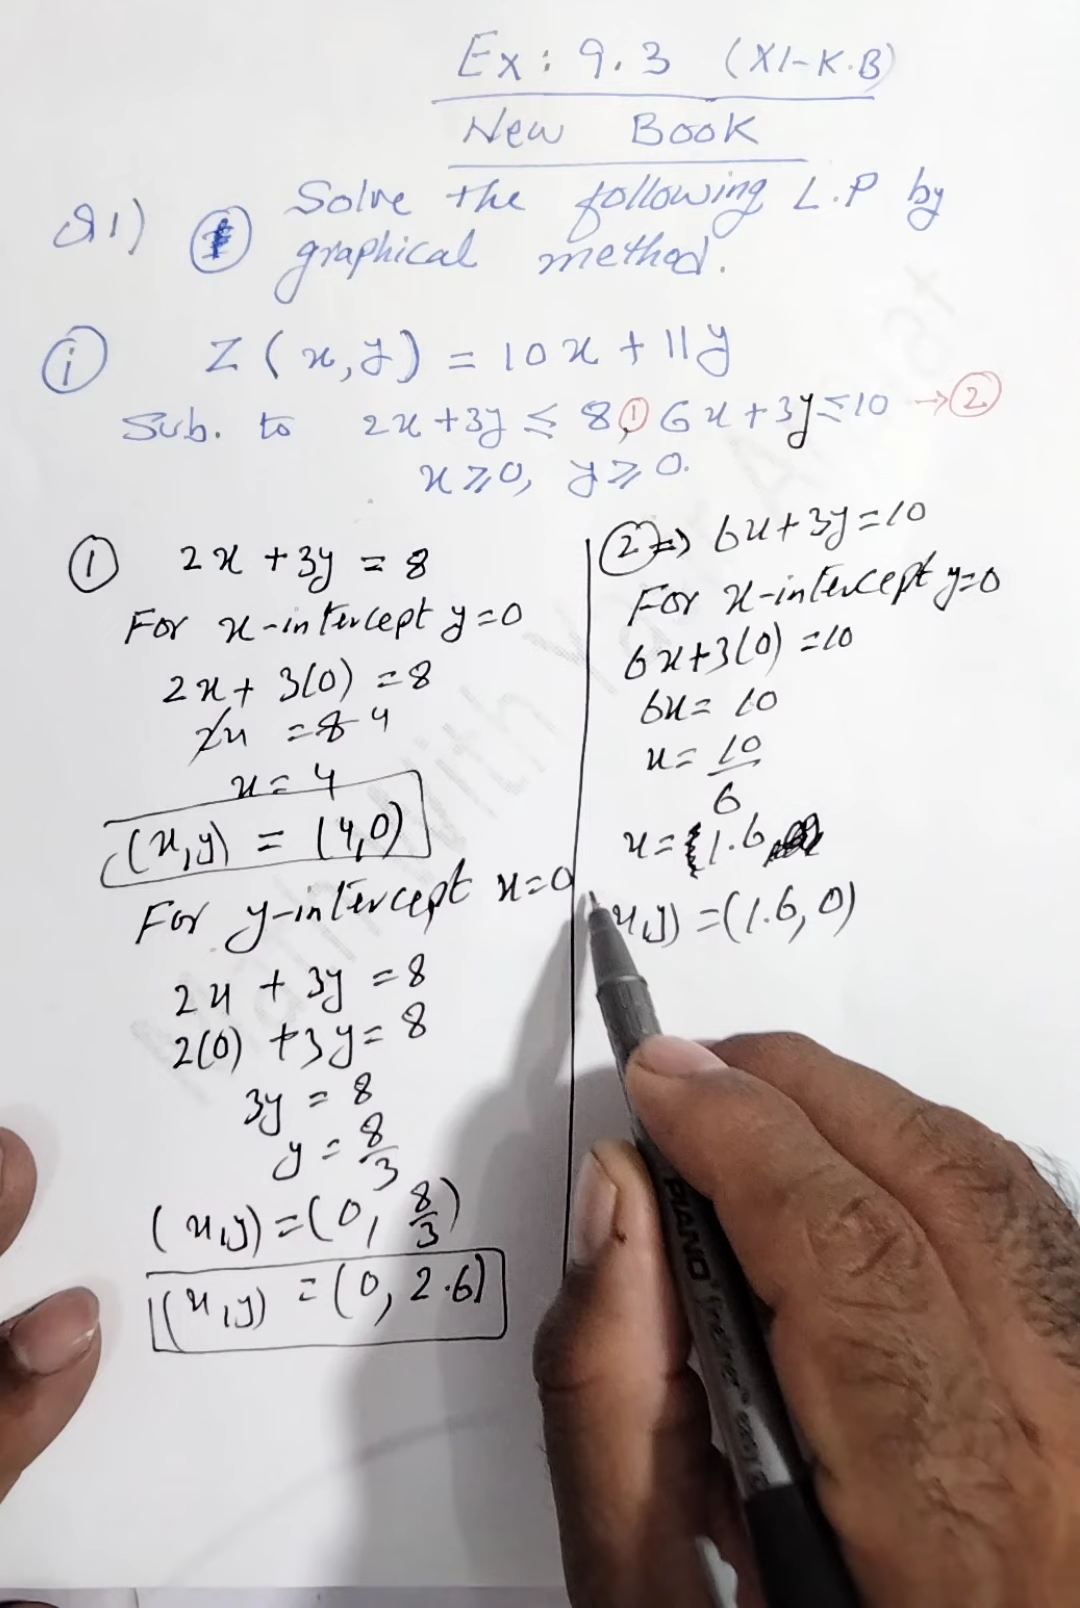 Ex: 9.3 (XI-K.B)
New Book
Q1) Solve the following L.P by
graphical method.
(i) Z(x,y) = 10x + 11y
Sub. to 2x+3y ≤ 8, ① 6x+3y ≤ 10 → ②
x ≥ 0, y ≥ 0.
① 2x + 3y = 8
For x-intercept y=0
2x + 3(0) = 8
2x = 8 4
x = 4
(x,y) = (4,0)
For y-intercept x=0
2x + 3y = 8
2(0) + 3y = 8
3y = 8
y = 8/3
(x,y) = (0, 8/3)
(x,y) = (0, 2.6)
② => 6x+3y=10
For x-intercept y=0
6x+3(0) =10
6x= 10
x= 10/6
x= 1.6
x,y) =(1.6, 0)
PIANO
Math With Yasir